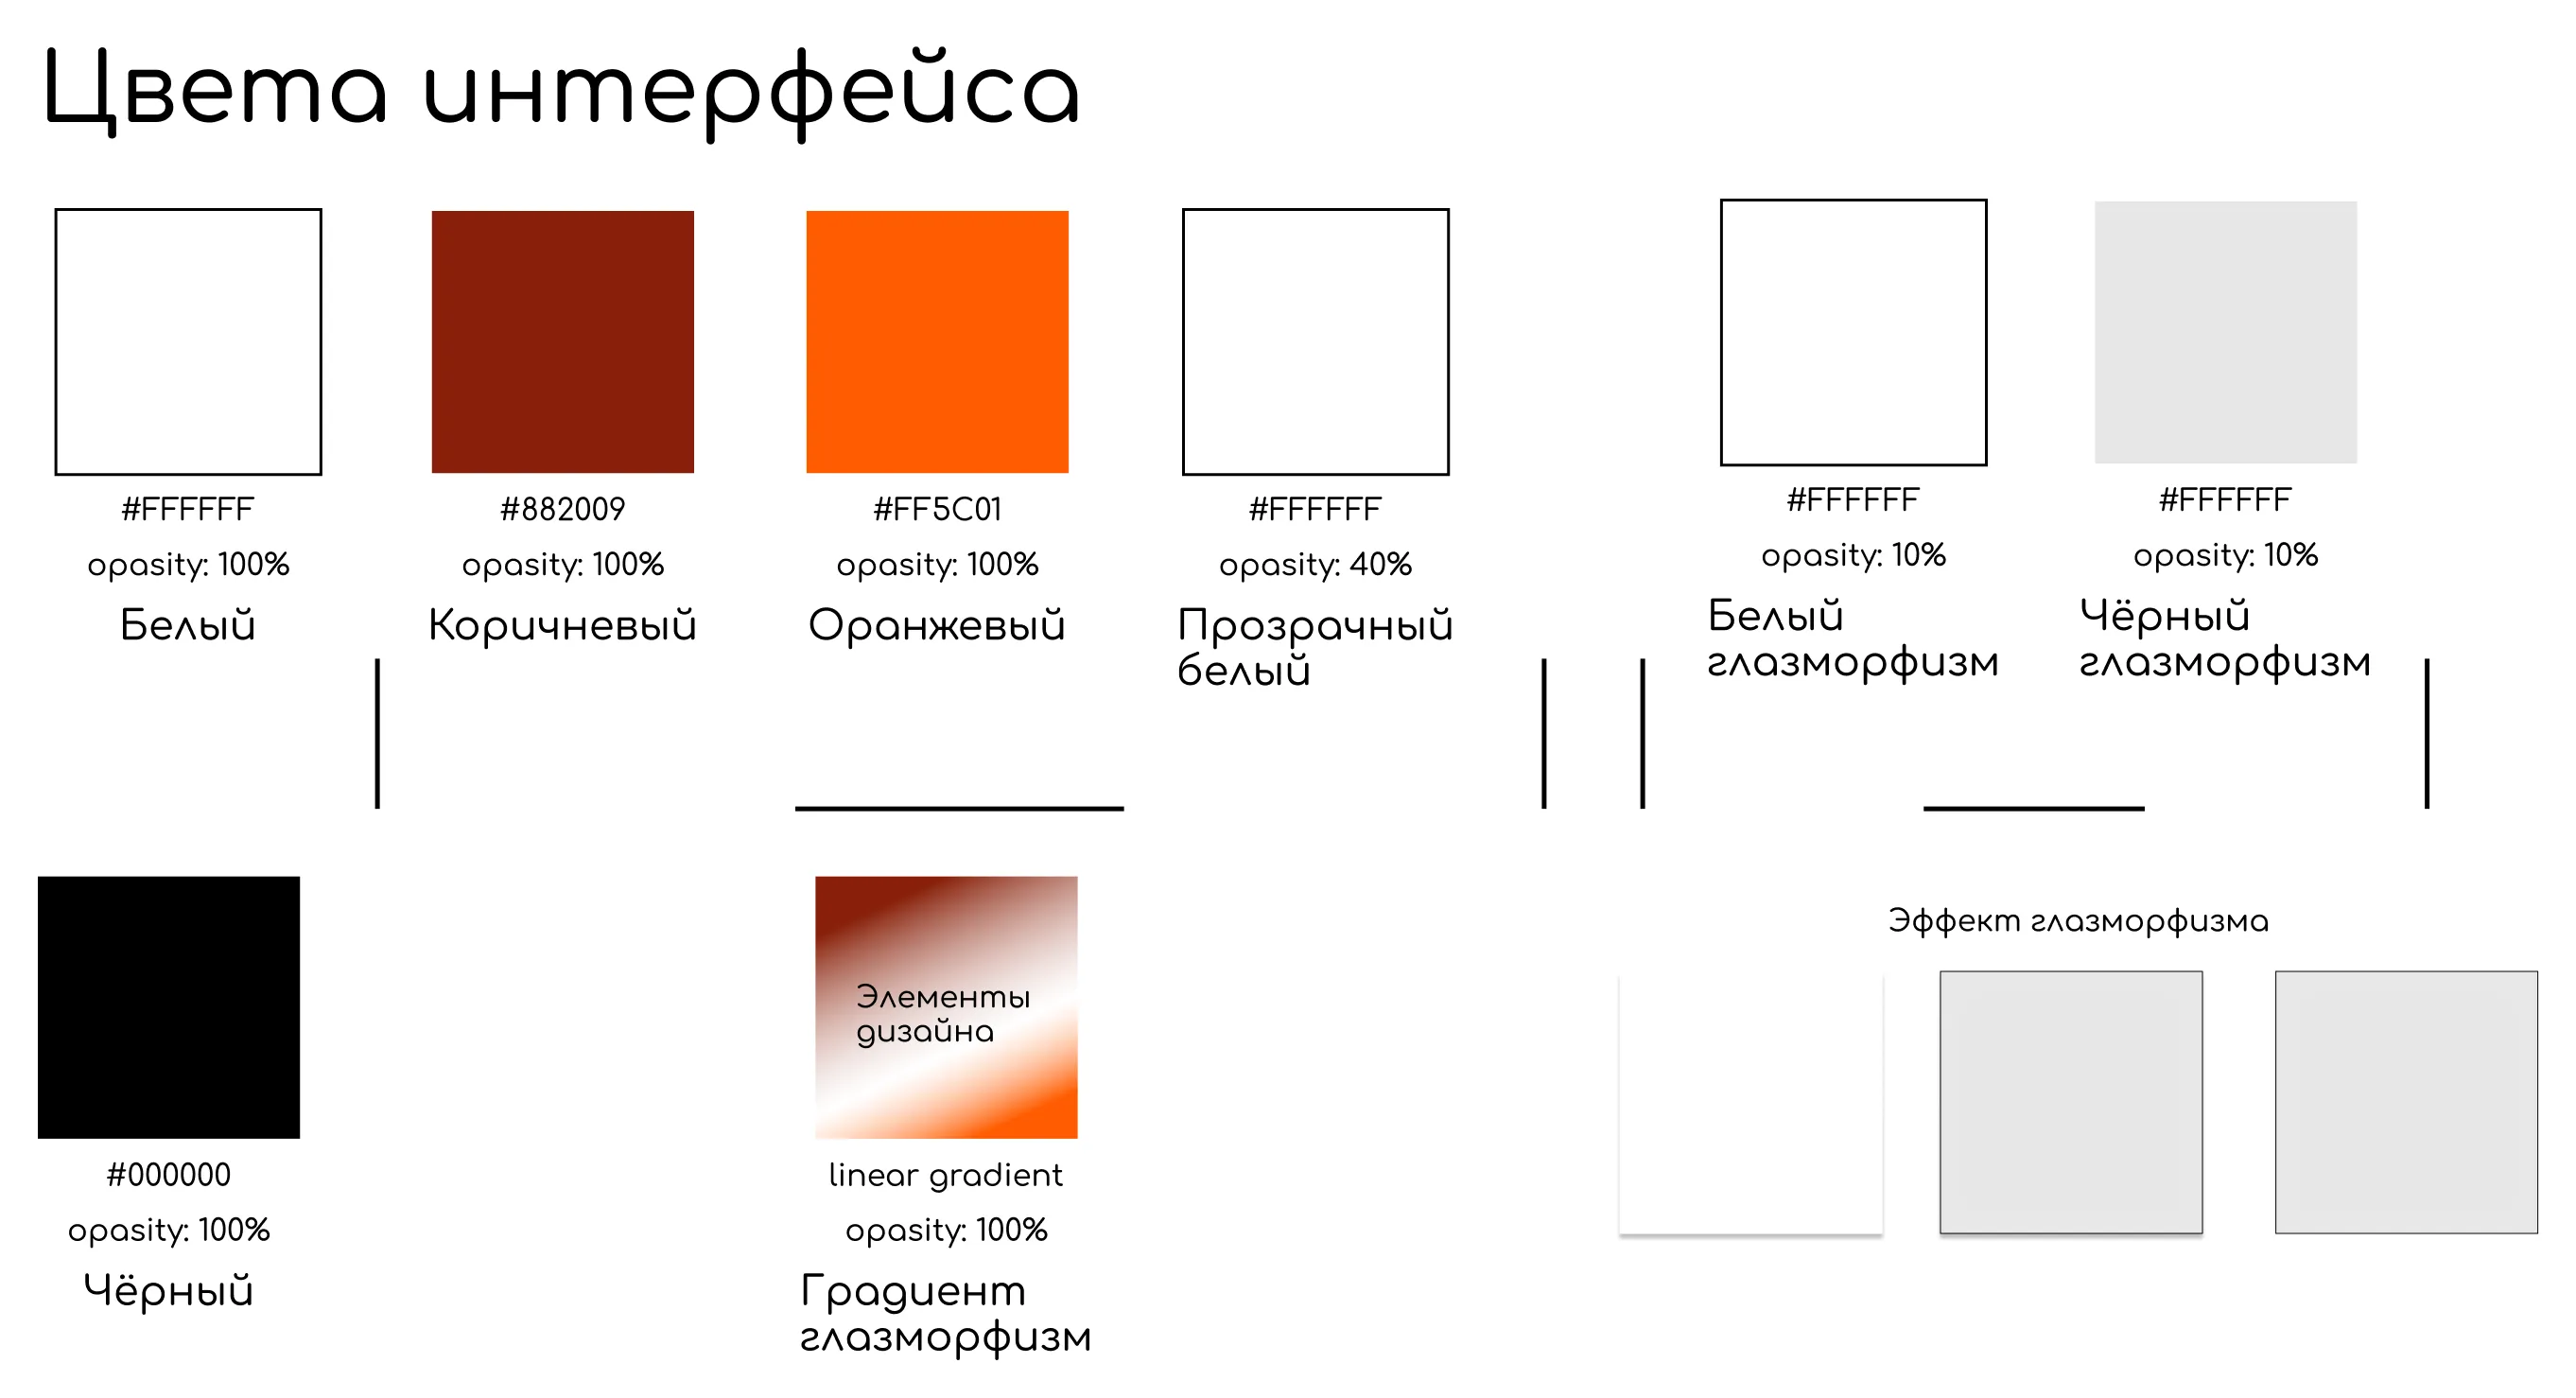 Цвета интерфейса
#FFFFFF
opasity: 100%
Белый
#882009
opasity: 100%
Коричневый
#FF5C01
opasity: 100%
Оранжевый
#FFFFFF
opasity: 40%
Прозрачный
белый
#FFFFFF
opasity: 10%
Белый
глазморфизм
#FFFFFF
opasity: 10%
Чёрный
глазморфизм
#000000
opasity: 100%
Чёрный
Элементы
дизайна
linear gradient
opasity: 100%
Градиент
глазморфизм
Эффект глазморфизма